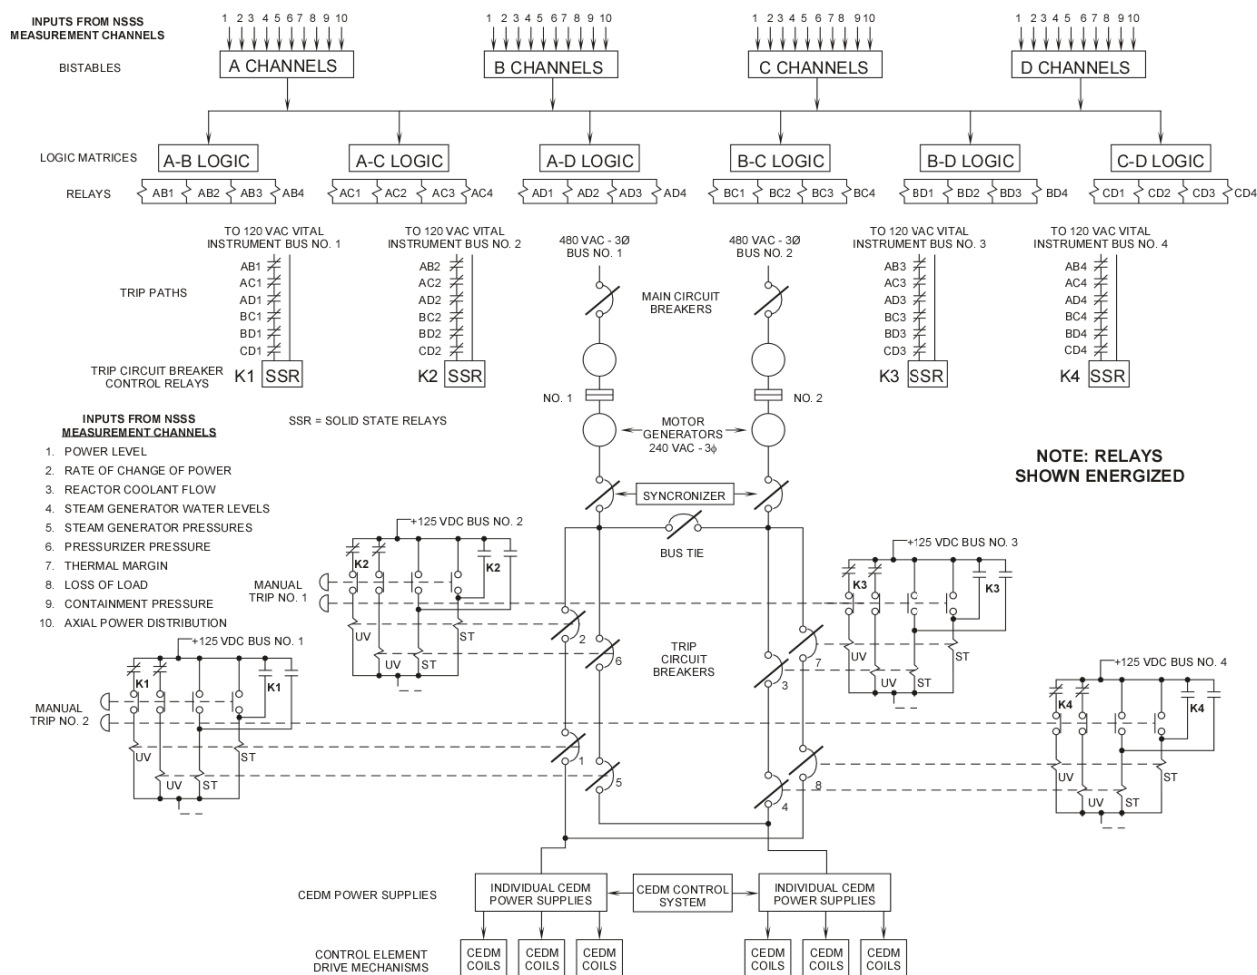 INPUTS FROM NSSS
MEASUREMENT CHANNELS
1 2 3 4 5 6 7 8 9 10
1 2 3 4 5 6 7 8 9 10
1 2 3 4 5 6 7 8 9 10
1 2 3 4 5 6 7 8 9 10
BISTABLES
A CHANNELS
B CHANNELS
C CHANNELS
D CHANNELS
LOGIC MATRICES
A-B LOGIC
A-C LOGIC
A-D LOGIC
B-C LOGIC
B-D LOGIC
C-D LOGIC
RELAYS
AB1 AB2 AB3 AB4
AC1 AC2 AC3 AC4
AD1 AD2 AD3 AD4
BC1 BC2 BC3 BC4
BD1 BD2 BD3 BD4
CD1 CD2 CD3 CD4
TO 120 VAC VITAL
INSTRUMENT BUS NO. 1
TO 120 VAC VITAL
INSTRUMENT BUS NO. 2
480 VAC - 3Ø
BUS NO. 1
480 VAC - 3Ø
BUS NO. 2
TO 120 VAC VITAL
INSTRUMENT BUS NO. 3
TO 120 VAC VITAL
INSTRUMENT BUS NO. 4
TRIP PATHS
AB1
AC1
AD1
BC1
BD1
CD1
AB2
AC2
AD2
BC2
BD2
CD2
MAIN CIRCUIT
BREAKERS
AB3
AC3
AD3
BC3
BD3
CD3
AB4
AC4
AD4
BC4
BD4
CD4
TRIP CIRCUIT BREAKER
CONTROL RELAYS
K1 SSR
K2 SSR
K3 SSR
K4 SSR
NO. 1
NO. 2
SSR = SOLID STATE RELAYS
MOTOR
GENERATORS
240 VAC - 3ϕ
INPUTS FROM NSSS
MEASUREMENT CHANNELS
1. POWER LEVEL
2. RATE OF CHANGE OF POWER
3. REACTOR COOLANT FLOW
4. STEAM GENERATOR WATER LEVELS
5. STEAM GENERATOR PRESSURES
6. PRESSURIZER PRESSURE
7. THERMAL MARGIN
8. LOSS OF LOAD
9. CONTAINMENT PRESSURE
10. AXIAL POWER DISTRIBUTION
NOTE: RELAYS
SHOWN ENERGIZED
SYNCRONIZER
BUS TIE
+125 VDC BUS NO. 2
K2
K2
MANUAL
TRIP NO. 1
UV
UV
ST
ST
2
6
+125 VDC BUS NO. 3
K3
K3
UV
UV
ST
ST
TRIP
CIRCUIT
BREAKERS
7
3
+125 VDC BUS NO. 1
K1
K1
MANUAL
TRIP NO. 2
UV
UV
ST
ST
1
5
+125 VDC BUS NO. 4
K4
K4
UV
UV
ST
ST
8
4
CEDM POWER SUPPLIES
INDIVIDUAL CEDM
POWER SUPPLIES
CEDM CONTROL
SYSTEM
INDIVIDUAL CEDM
POWER SUPPLIES
CONTROL ELEMENT
DRIVE MECHANISMS
CEDM
COILS
CEDM
COILS
CEDM
COILS
CEDM
COILS
CEDM
COILS
CEDM
COILS